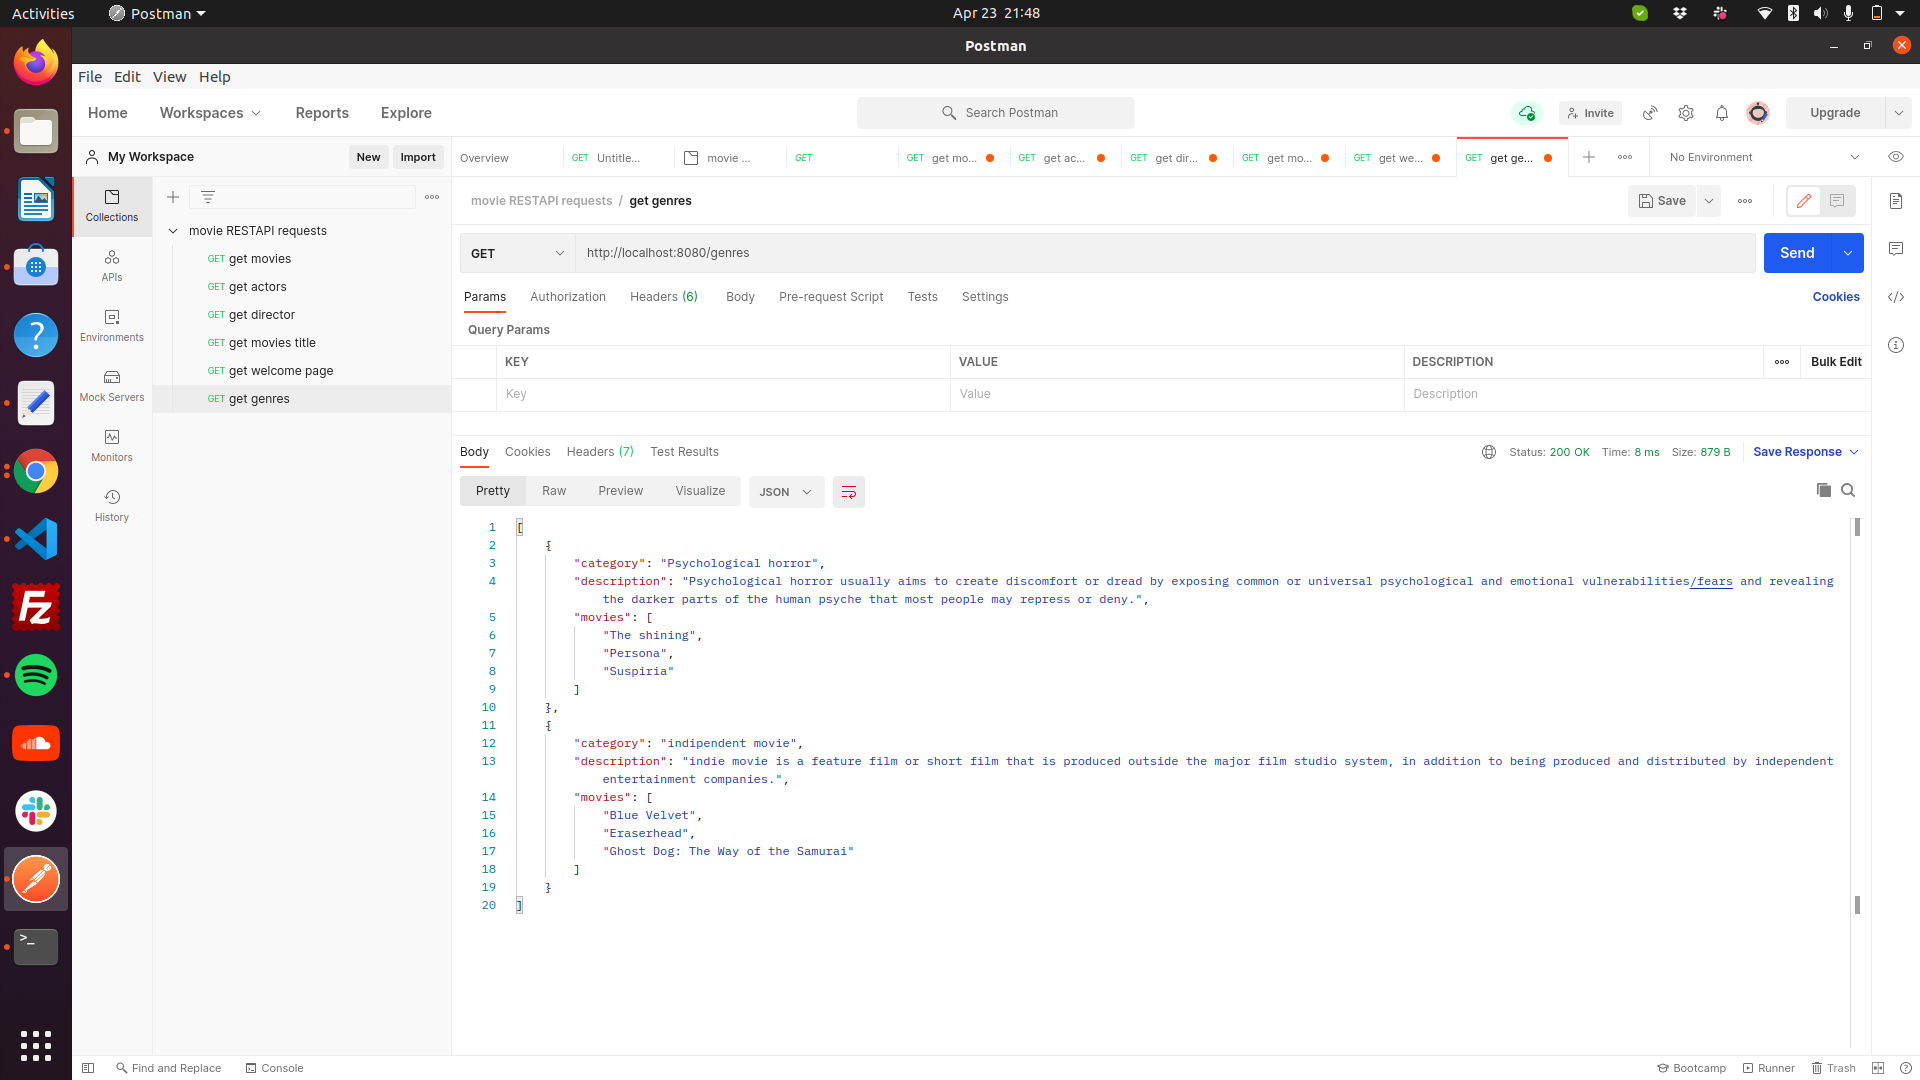 Activities
Postman
Apr 23 21:48
Postman
File Edit View Help
Home Workspaces Reports Explore
Search Postman
Invite
Upgrade
My Workspace
New
Import
Overview
GET Untitle...
movie ...
GET
GET get mo...
GET get ac...
GET get dir...
GET get mo...
GET get we...
GET get ge...
No Environment
Collections
APIs
Environments
Mock Servers
Monitors
History
movie RESTAPI requests
GET get movies
GET get actors
GET get director
GET get movies title
GET get welcome page
GET get genres
movie RESTAPI requests / get genres
Save
GET
http://localhost:8080/genres
Send
Params Authorization Headers (6) Body Pre-request Script Tests Settings
Cookies
Query Params
KEY VALUE DESCRIPTION
Bulk Edit
Key Value Description
Body Cookies Headers (7) Test Results
Status: 200 OK Time: 8 ms Size: 879 B
Save Response
Pretty Raw Preview Visualize
JSON
1 [
2 {
3 "category": "Psychological horror",
4 "description": "Psychological horror usually aims to create discomfort or dread by exposing common or universal psychological and emotional vulnerabilities/fears and revealing
the darker parts of the human psyche that most people may repress or deny.",
5 "movies": [
6 "The shining",
7 "Persona",
8 "Suspiria"
9 ]
10 },
11 {
12 "category": "indipendent movie",
13 "description": "indie movie is a feature film or short film that is produced outside the major film studio system, in addition to being produced and distributed by independent
entertainment companies.",
14 "movies": [
15 "Blue Velvet",
16 "Eraserhead",
17 "Ghost Dog: The Way of the Samurai"
18 ]
19 }
20 ]
Find and Replace
Console
Bootcamp
Runner
Trash